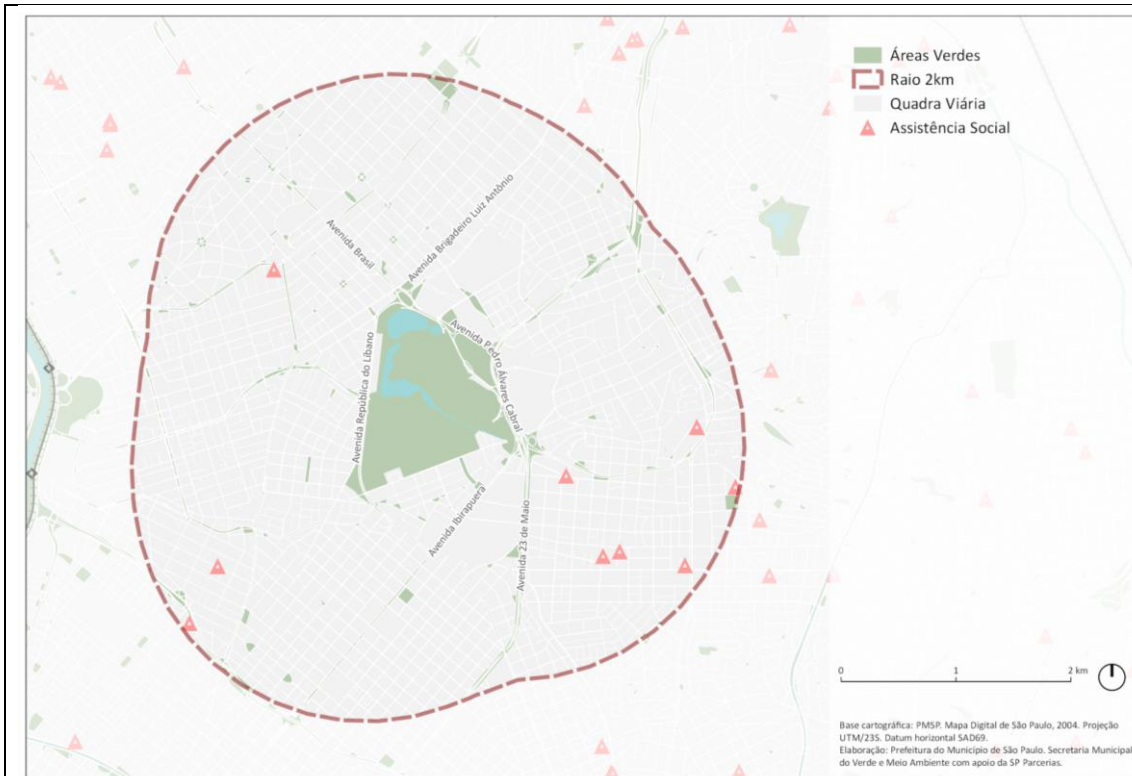 Áreas Verdes
Raio 2km
Quadra Viária
Assistência Social
Avenida Brigadeiro Luiz Antônio
Avenida Brasil
Avenida Pedro Álvares Cabral
Avenida República do Líbano
Avenida Ibirapuera
Avenida 23 de Maio
0 1 2 km
Base cartográfica: PMSP. Mapa Digital de São Paulo, 2004. Projeção
UTM/23S. Datum horizontal SAD69.
Elaboração: Prefeitura do Município de São Paulo. Secretaria Municipal
do Verde e Meio Ambiente com apoio da SP Parcerias.